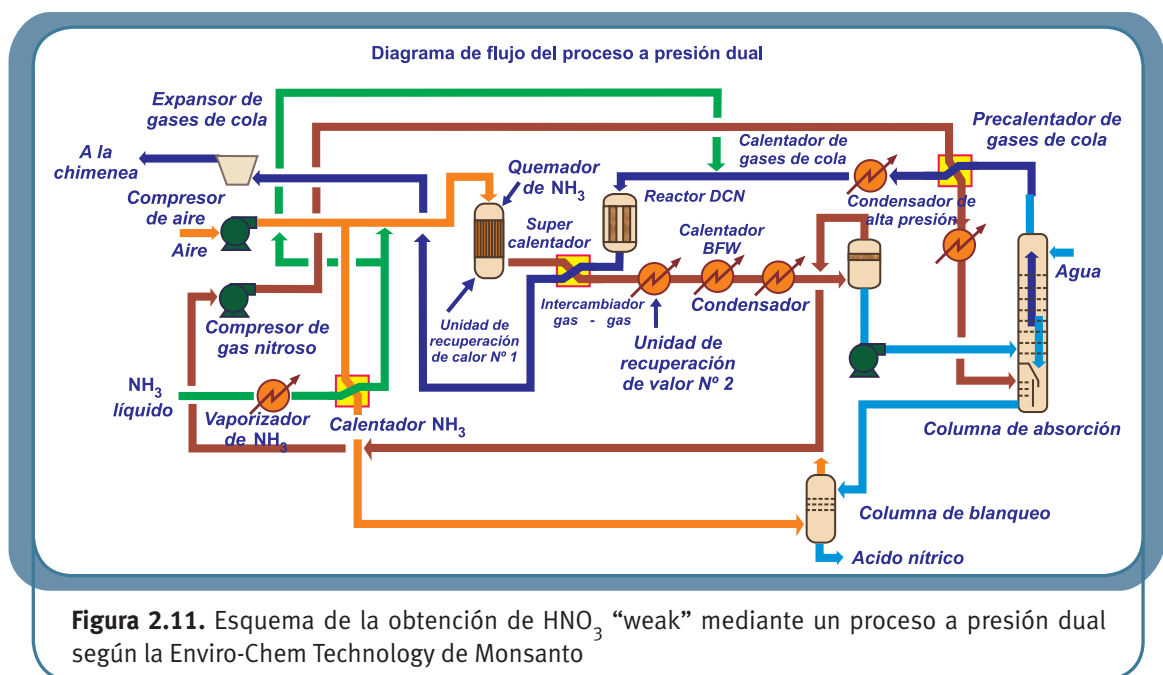 Diagrama de flujo del proceso a presión dual
Expansor de
gases de cola
A la
chimenea
Compresor
de aire
Aire
Compresor de
gas nitroso
NH3
líquido
Vaporizador
de NH3
Calentador NH3
Quemador
de NH3
Super
calentador
Unidad de
recuperación
de calor Nº 1
Intercambiador
gas - gas
Reactor DCN
Calentador
BFW
Condensador
Unidad de
recuperación
de valor Nº 2
Calentador de
gases de cola
Precalentador de
gases de cola
Condensador de
alta presión
Agua
Columna de absorción
Columna de blanqueo
Acido nítrico
Figura 2.11. Esquema de la obtención de HNO3 “weak” mediante un proceso a presión dual
según la Enviro-Chem Technology de Monsanto